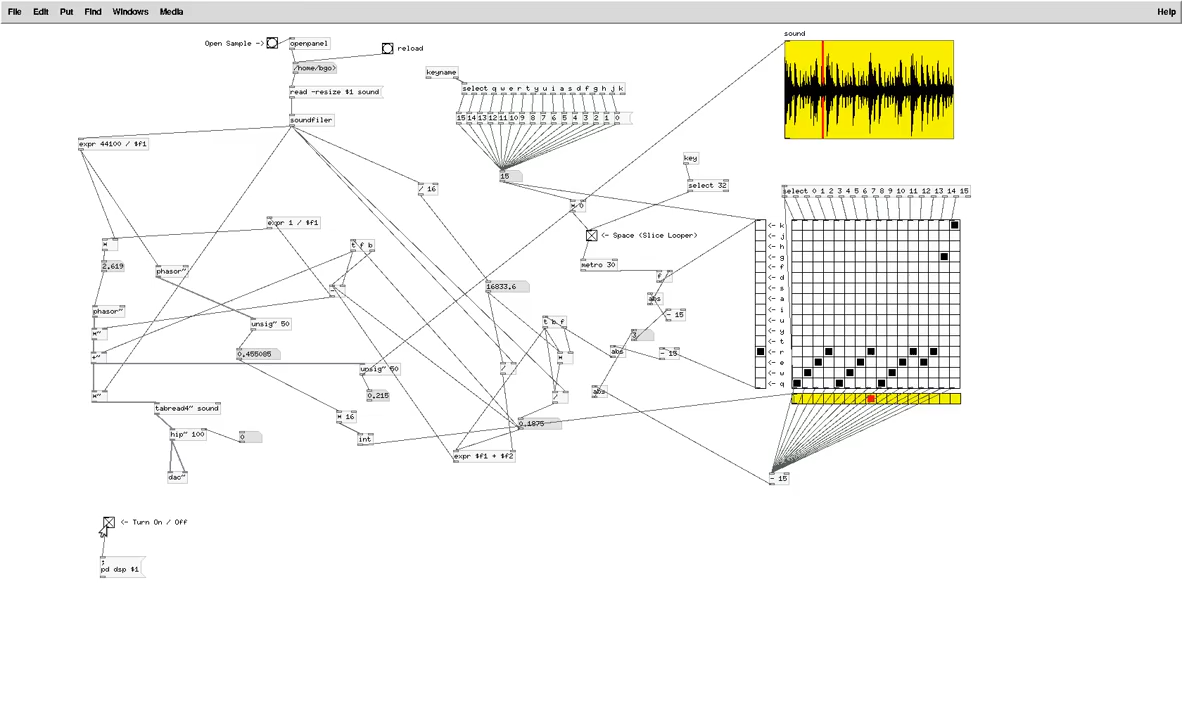 File Edit Put Find Windows Media Help
sound
Open Sample -> openpanel
reload
/home/bgo>
keyname
read -resize $1 sound
select q w e r t y u i a s d f g h j k
15 14 13 12 11 10 9 8 7 6 5 4 3 2 1 0
soundfiler
expr 44100 / $f1
key
15
select 32
/ 16
select 0 1 2 3 4 5 6 7 8 9 10 11 12 13 14 15
expr 1 / $f1
<- k
<- Space (Slice Looper)
<- j
t f b
<- h
2.619
phasor~
metro 30
<- g
f
<- f
16833.6
<- d
abs
<- s
- 15
<- a
phasor~
<- i
unsig~ 50
t b f
<- u
*~
3
<- y
<- t
+~
0.455085
abs
- 15
<- r
unsig~ 50
<- e
<- w
*~
0.215
abs
<- q
tabread4~ sound
* 16
0.1875
hip~ 100
0
int
expr $f1 + $f2
dac~
- 15
<- Turn On / Off
;
pd dsp $1